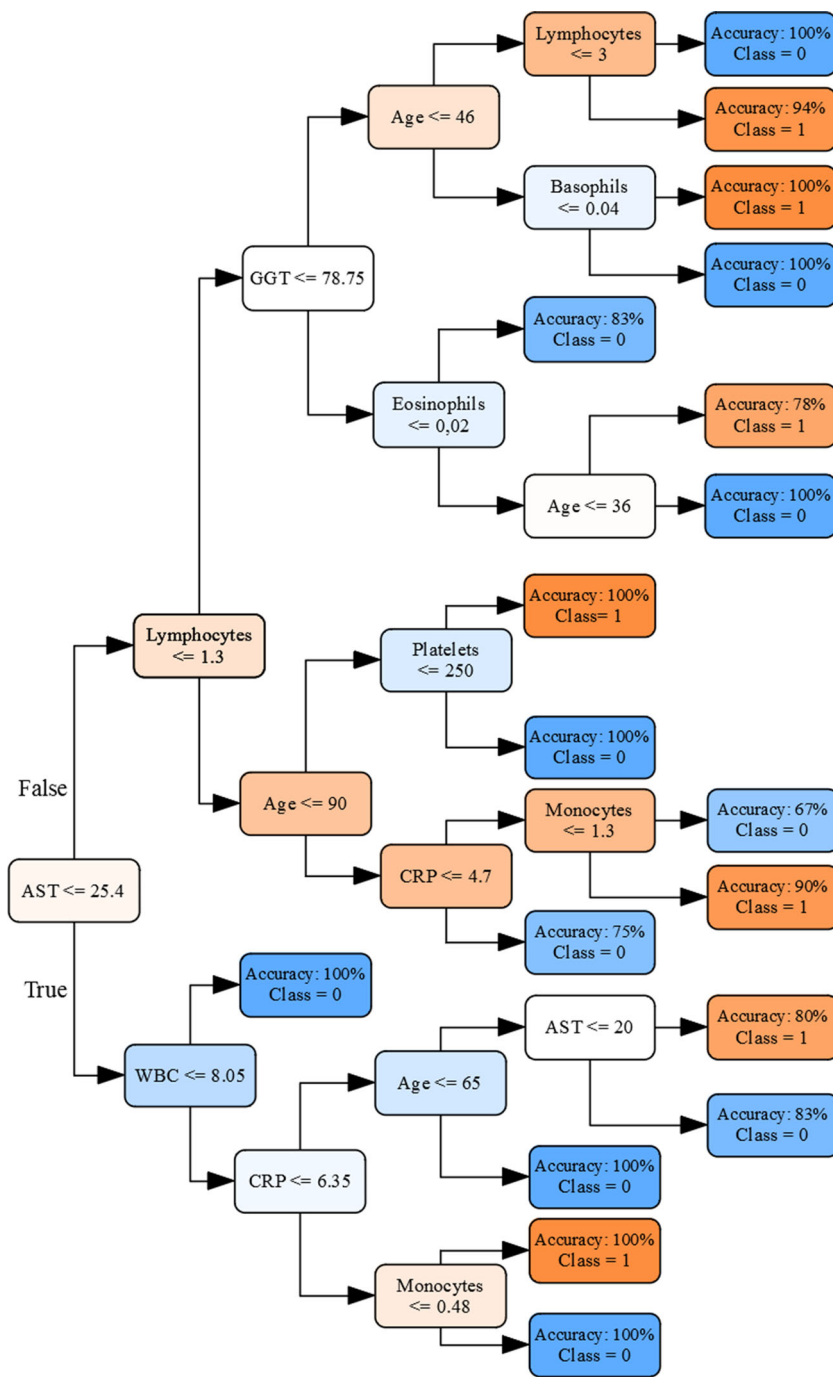 Lymphocytes
<= 3
Accuracy: 100%
Class = 0
Age <= 46
Accuracy: 94%
Class = 1
Basophils
<= 0.04
Accuracy: 100%
Class = 1
GGT <= 78.75
Accuracy: 100%
Class = 0
Accuracy: 83%
Class = 0
Eosinophils
<= 0,02
Accuracy: 78%
Class = 1
Age <= 36
Accuracy: 100%
Class = 0
Lymphocytes
<= 1.3
Accuracy: 100%
Class= 1
Platelets
<= 250
Accuracy: 100%
Class = 0
False
Age <= 90
Monocytes
<= 1.3
Accuracy: 67%
Class = 0
AST <= 25.4
CRP <= 4.7
Accuracy: 90%
Class = 1
Accuracy: 75%
Class = 0
True
Accuracy: 100%
Class = 0
AST <= 20
Accuracy: 80%
Class = 1
WBC <= 8.05
Age <= 65
Accuracy: 83%
Class = 0
CRP <= 6.35
Accuracy: 100%
Class = 0
Accuracy: 100%
Class = 1
Monocytes
<= 0.48
Accuracy: 100%
Class = 0